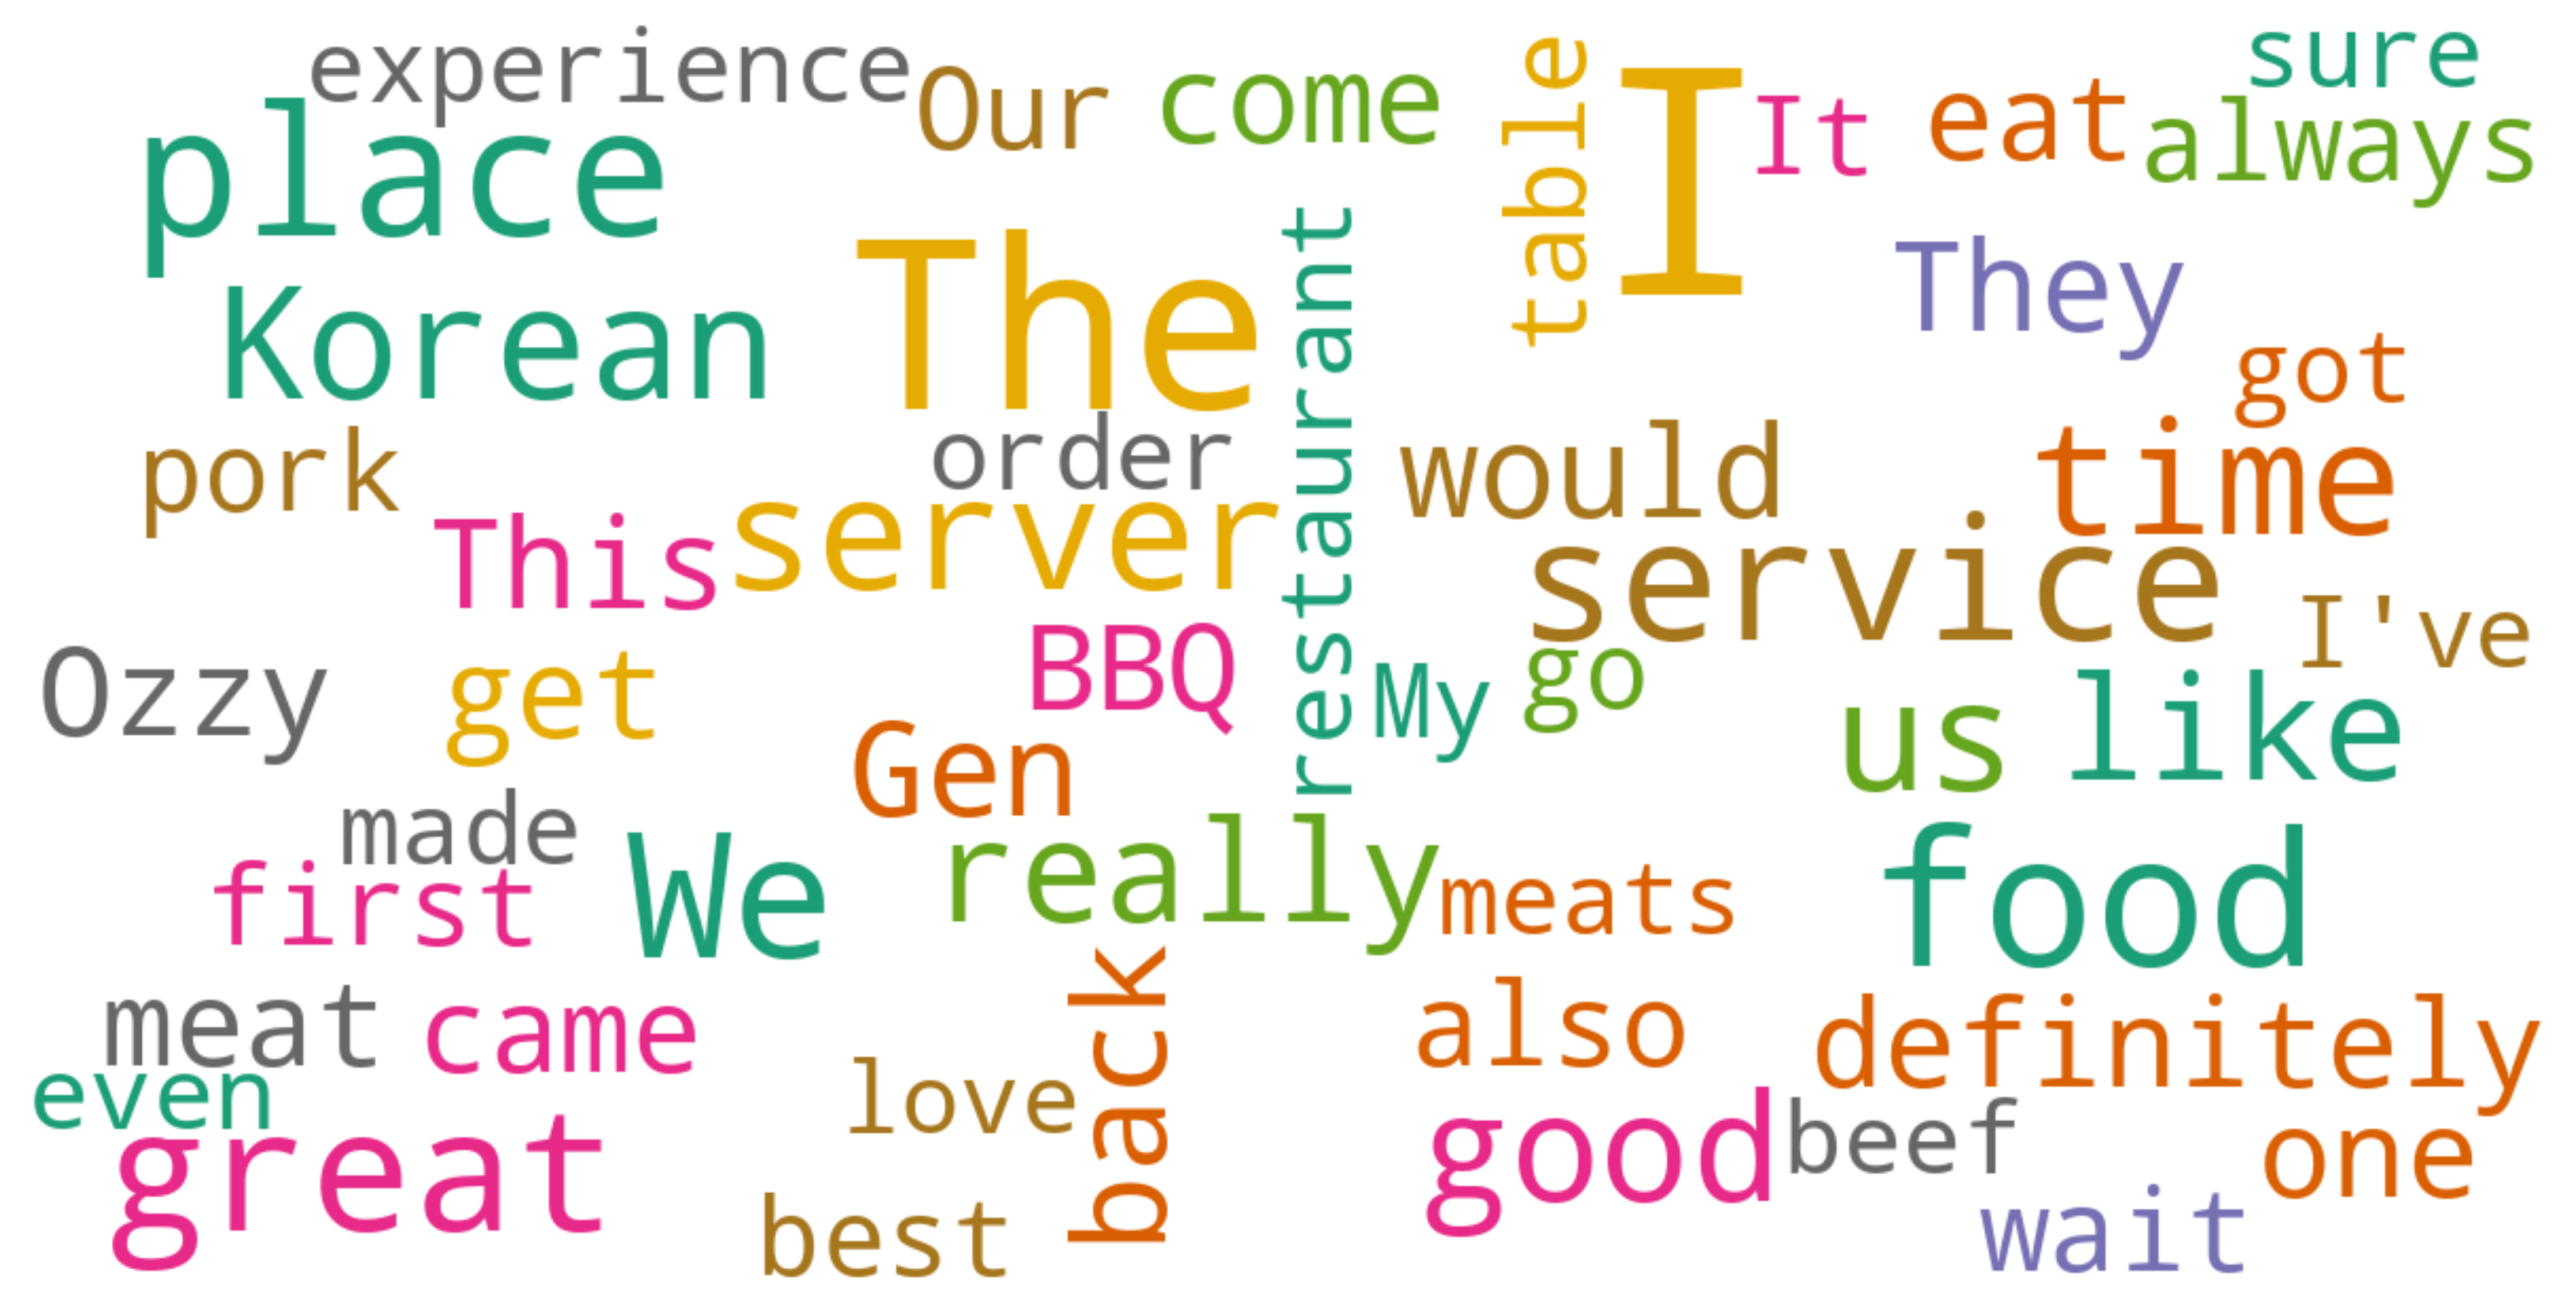 experience
Our
come
table
I
It
eat
sure
always
place
The
restaurant
They
Korean
got
pork
order
would
time
This
server
service
I've
Ozzy
get
BBQ
My
go
us
like
Gen
made
We
really
meats
food
first
back
meat
came
also
definitely
even
love
great
good
beef
one
best
wait